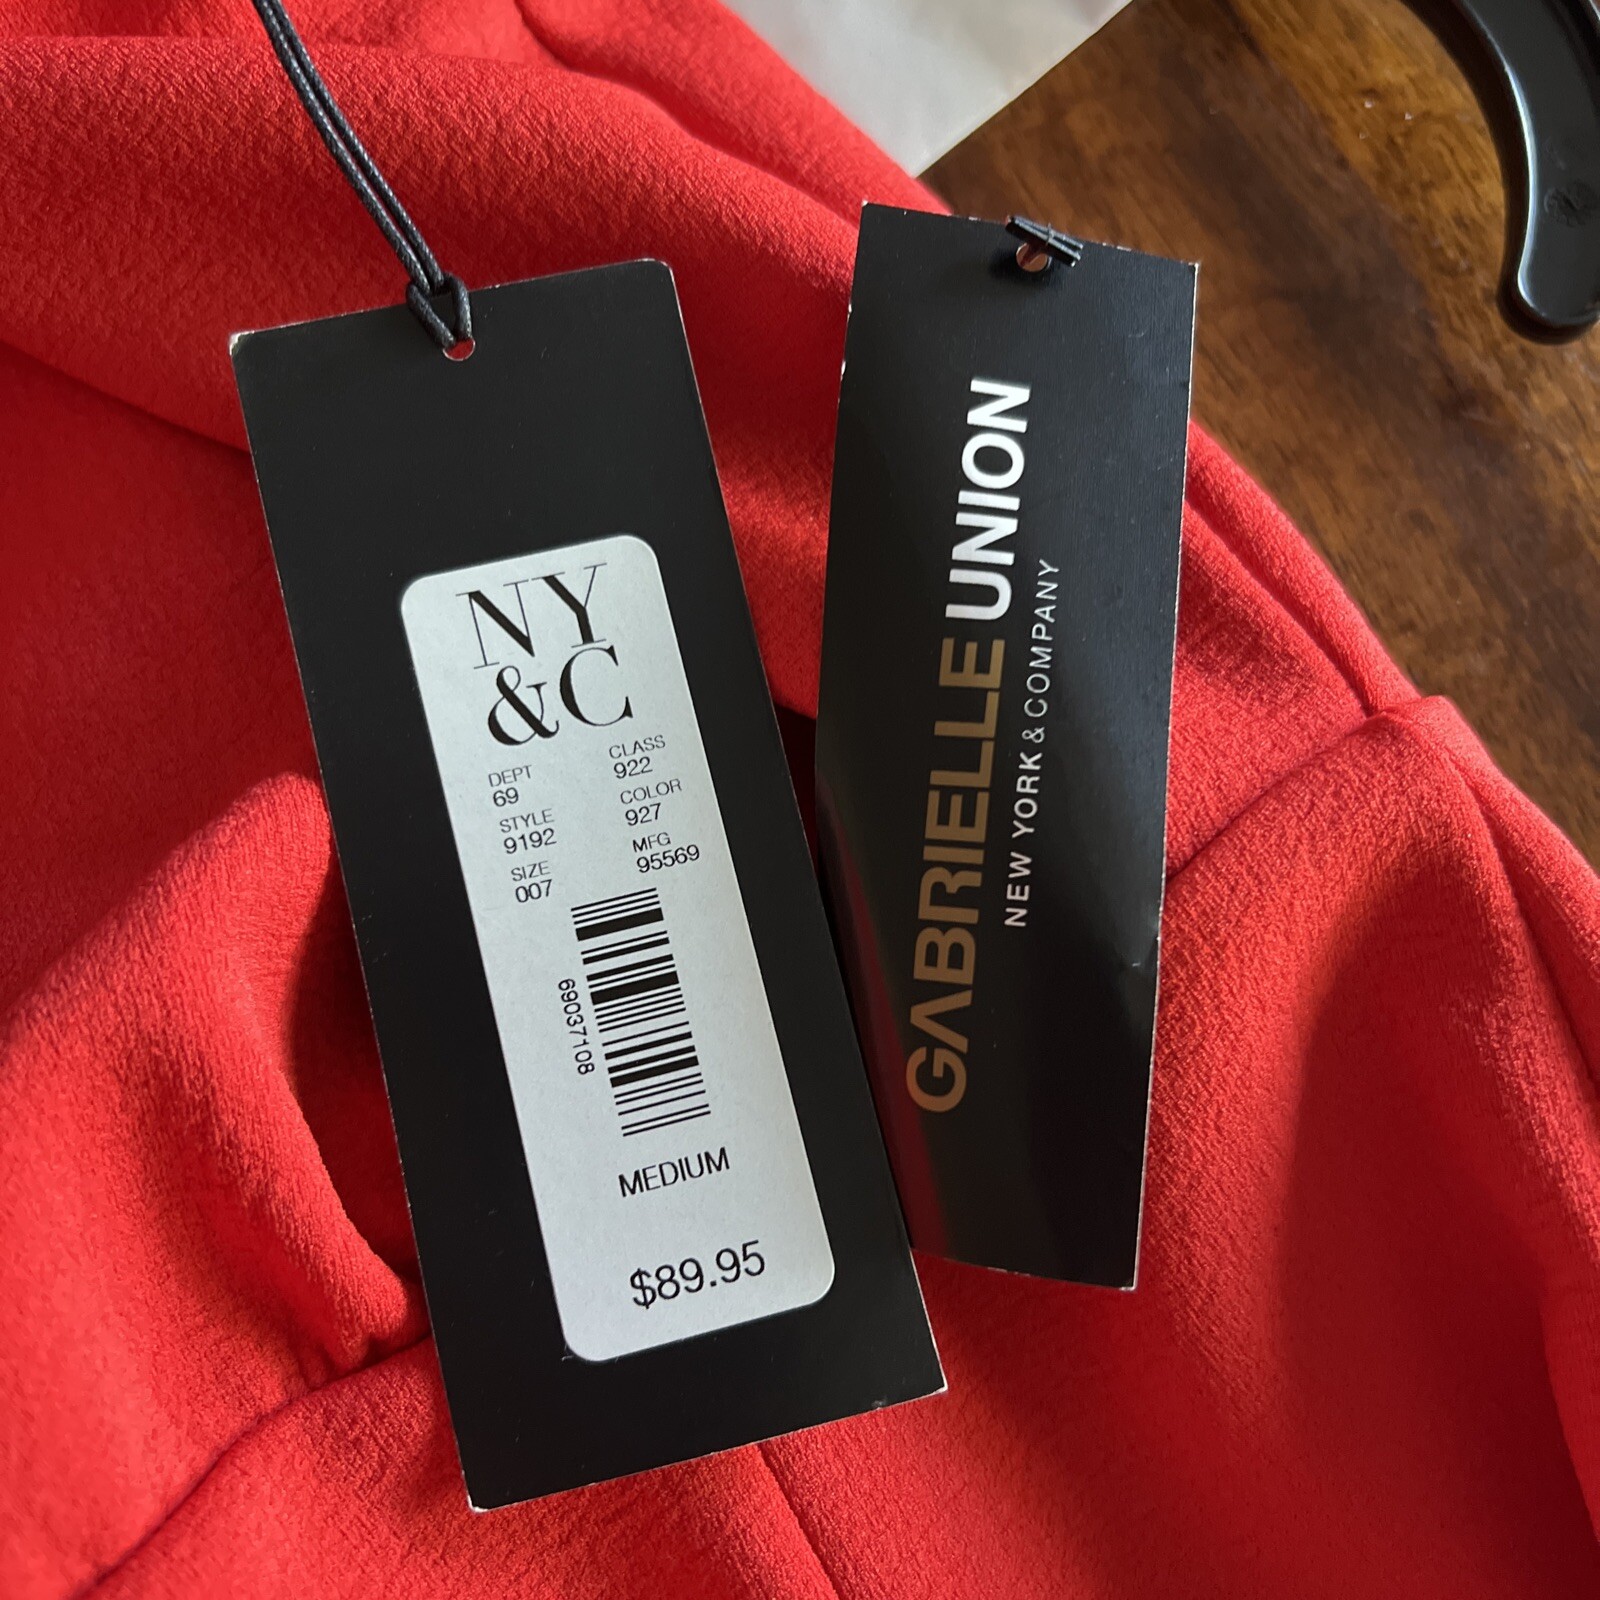 NY
&C
DEPT CLASS
69 922
STYLE COLOR
9192 927
SIZE MFG
007 95569
69037108
MEDIUM
$89.95
GABRIELLE UNION
NEW YORK & COMPANY